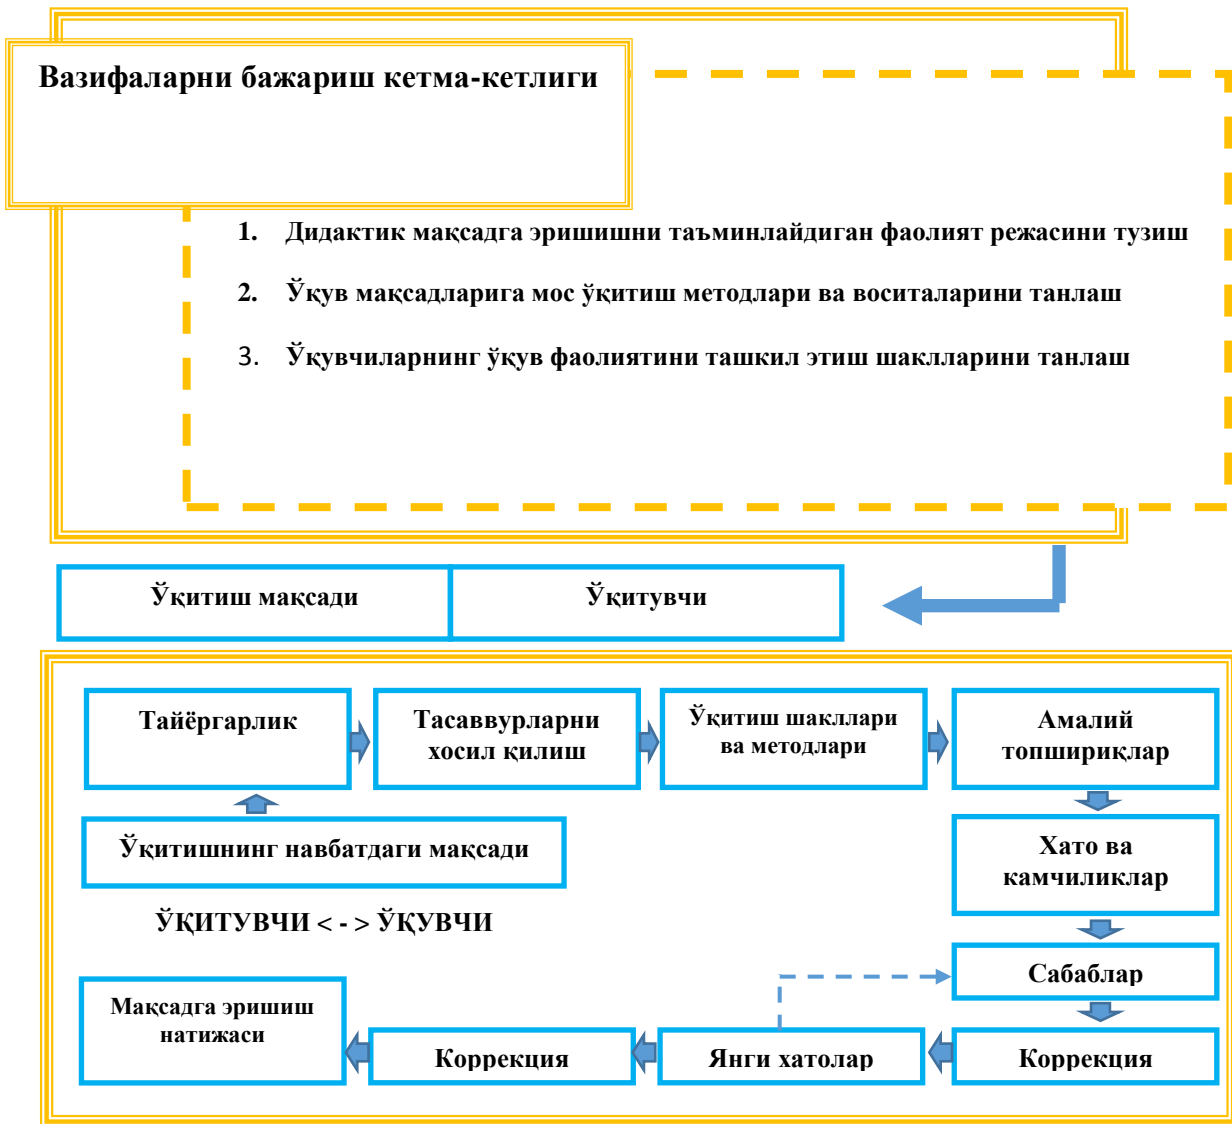 Вазифаларни бажариш кетма-кетлиги
1. Дидактик мақсадга эришишни таъминлайдиган фаолият режасини тузиш
2. Ўқув мақсадларига мос ўқитиш методлари ва воситаларини танлаш
3. Ўқувчиларнинг ўқув фаолиятини ташкил этиш шаклларини танлаш
Ўқитиш мақсади
Ўқитувчи
Тайёргарлик
Тасаввурларни
хосил қилиш
Ўқитиш шакллари
ва методлари
Амалий
топшириқлар
Ўқитишнинг навбатдаги мақсади
Хато ва
камчиликлар
ЎҚИТУВЧИ < - > ЎҚУВЧИ
Сабаблар
Мақсадга эришиш
натижаси
Коррекция
Янги хатолар
Коррекция